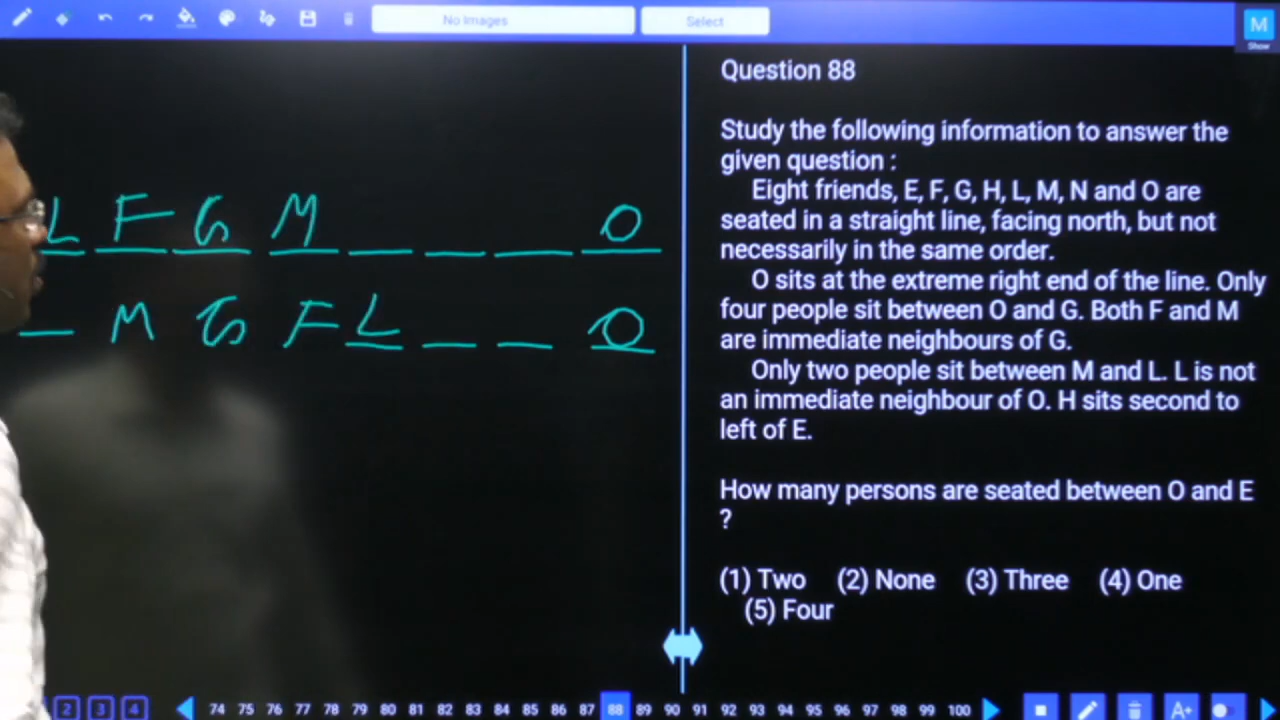 No Images
Select
M
Show
Question 88
Study the following information to answer the
given question :
Eight friends, E, F, G, H, L, M, N and O are
seated in a straight line, facing north, but not
necessarily in the same order.
O sits at the extreme right end of the line. Only
four people sit between O and G. Both F and M
are immediate neighbours of G.
Only two people sit between M and L. L is not
an immediate neighbour of O. H sits second to
left of E.
How many persons are seated between O and E
?
(1) Two (2) None (3) Three (4) One
(5) Four
L F G M _ _ _ O
_ M G F L _ _ O
2 3 4
74 75 76 77 78 79 80 81 82 83 84 85 86 87 88 89 90 91 92 93 94 95 96 97 98 99 100
A+